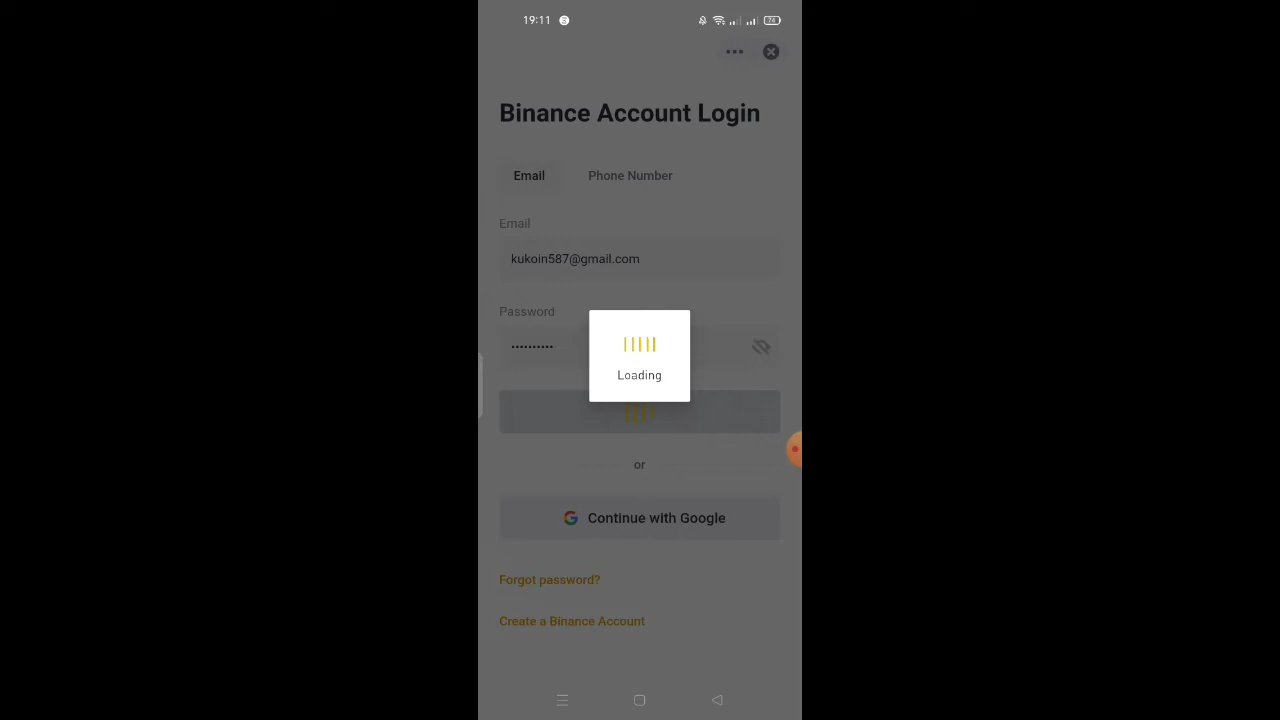 19:11
74
Binance Account Login
Email
Phone Number
Email
kukoin587@gmail.com
Password
Loading
or
Continue with Google
Forgot password?
Create a Binance Account